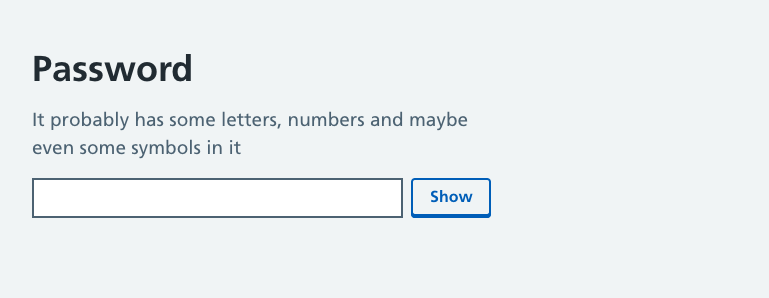 Password
It probably has some letters, numbers and maybe
even some symbols in it
Show